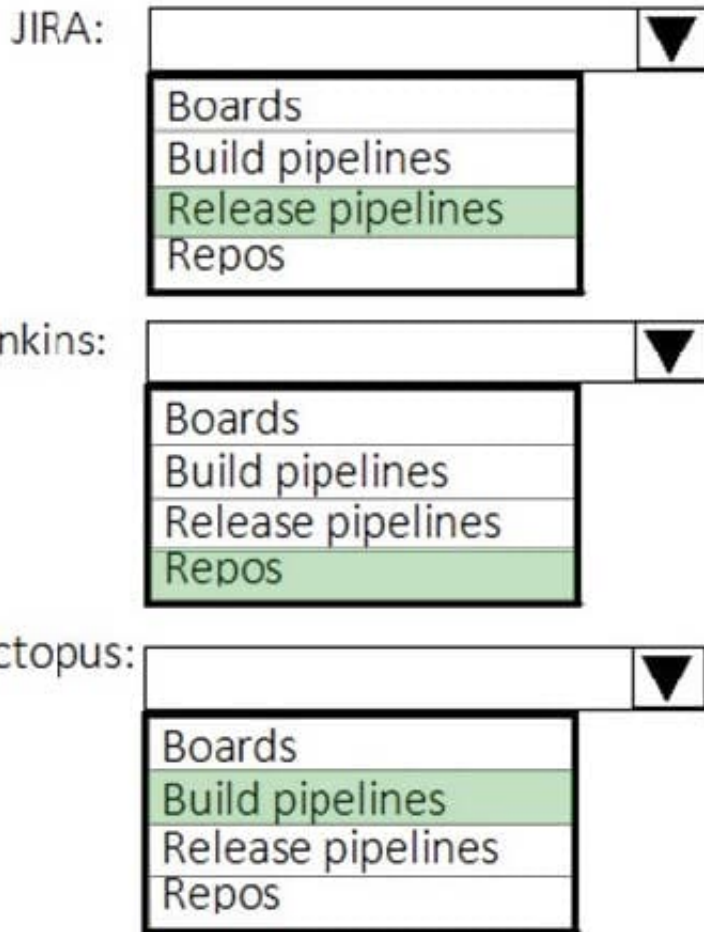 JIRA:
Boards
Build pipelines
Release pipelines
Repos
nkins:
Boards
Build pipelines
Release pipelines
Repos
ctopus:
Boards
Build pipelines
Release pipelines
Repos